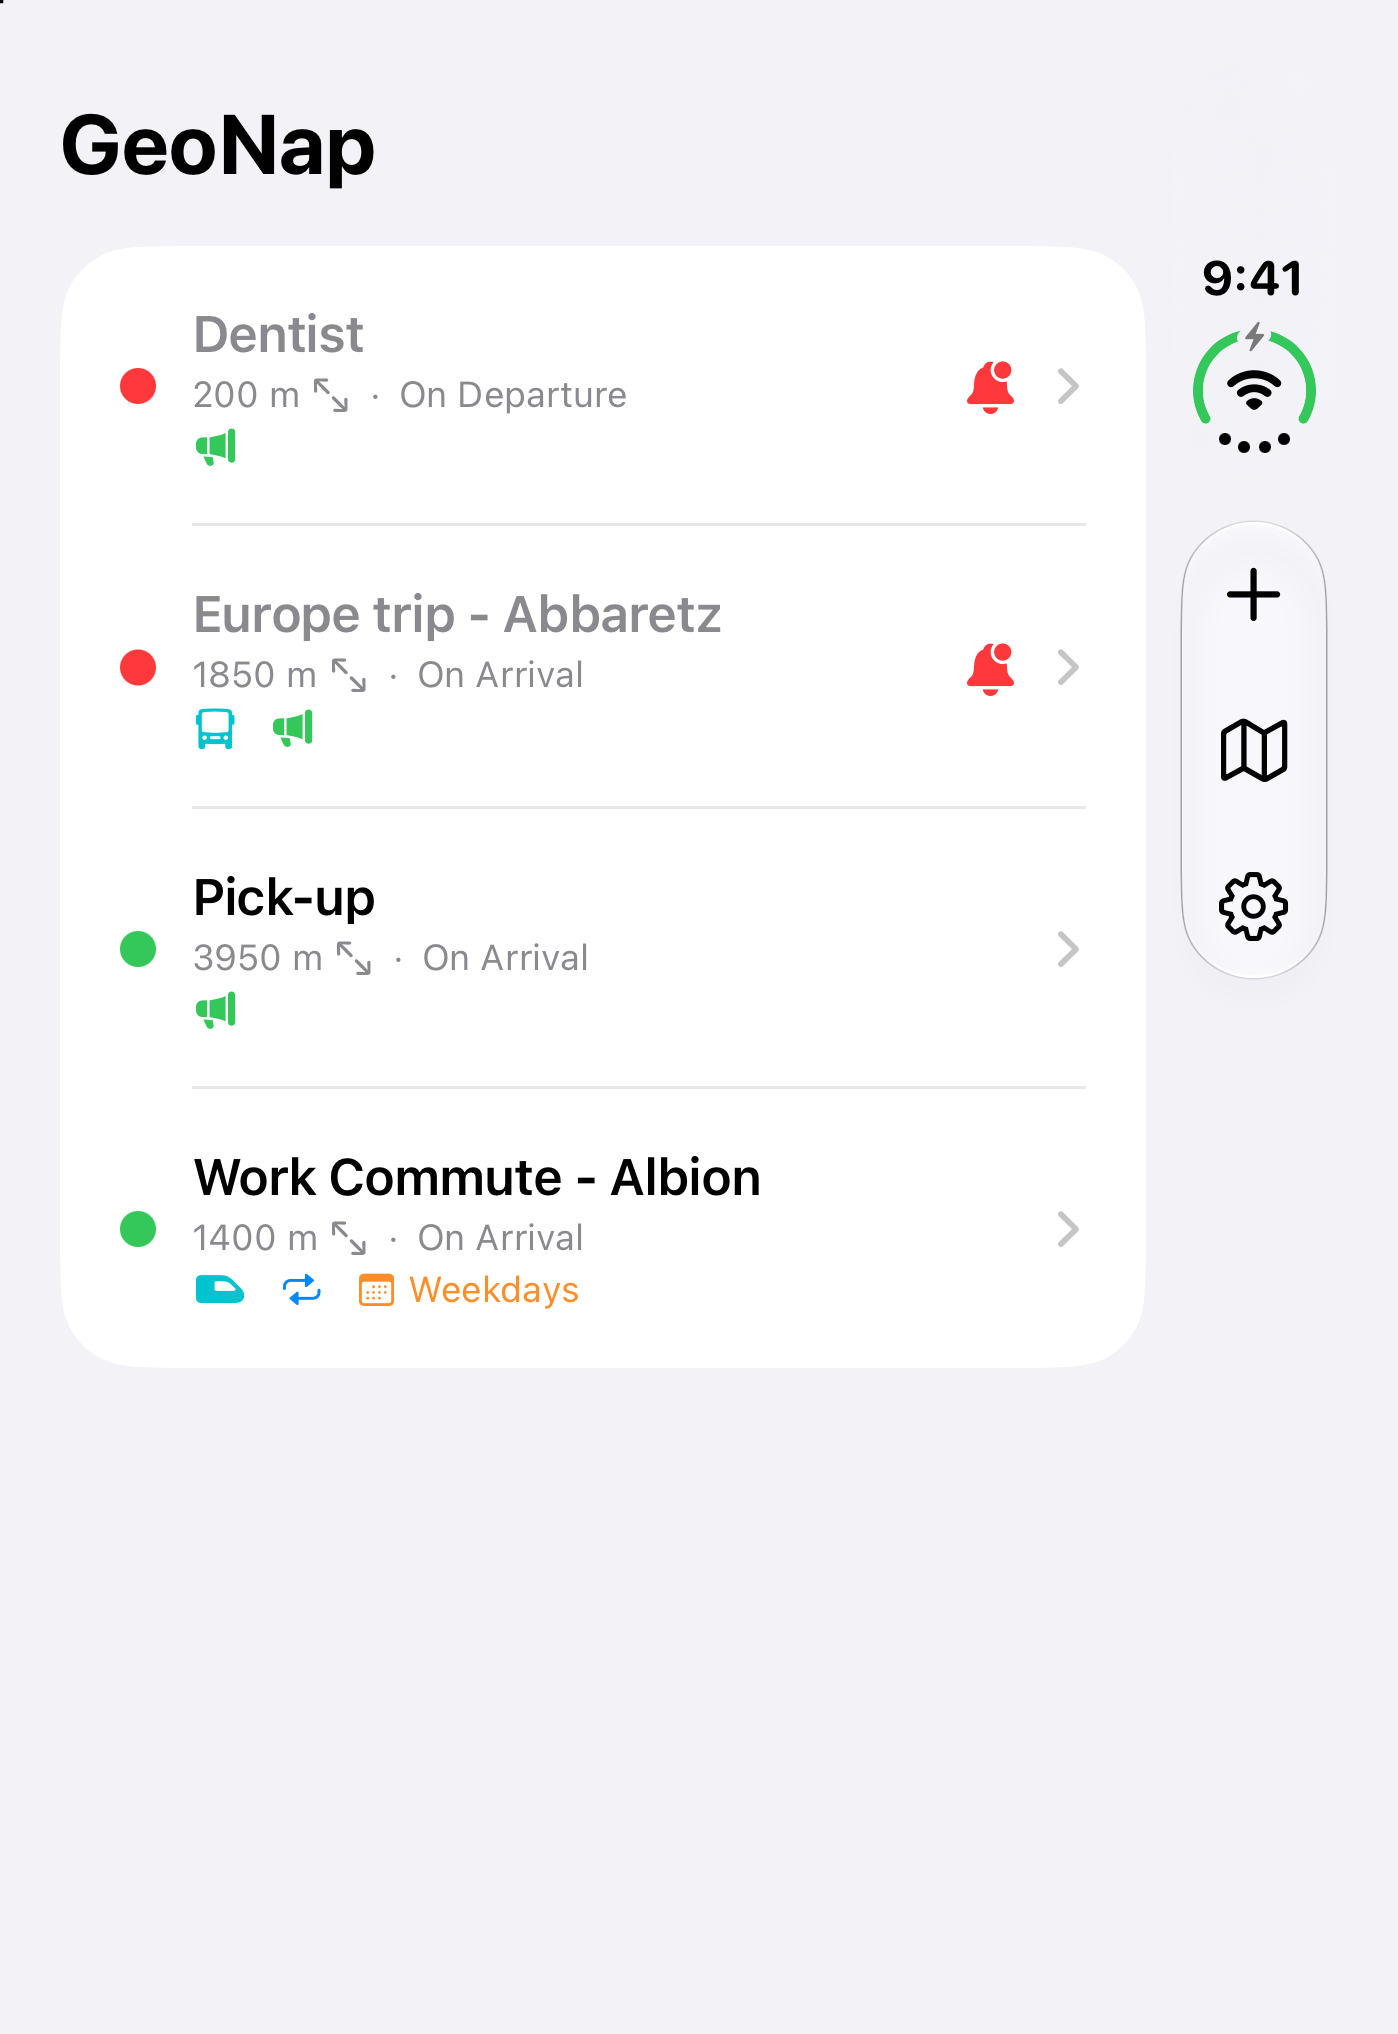 GeoNap
9:41
Dentist
200 m · On Departure
Europe trip - Abbaretz
1850 m · On Arrival
Pick-up
3950 m · On Arrival
Work Commute - Albion
1400 m · On Arrival
Weekdays